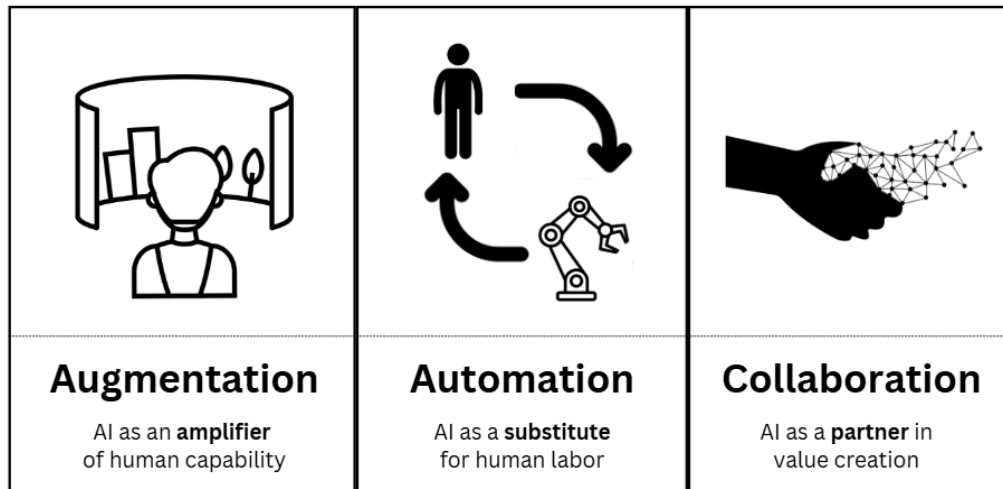 Augmentation
AI as an amplifier
of human capability
Automation
AI as a substitute
for human labor
Collaboration
AI as a partner in
value creation